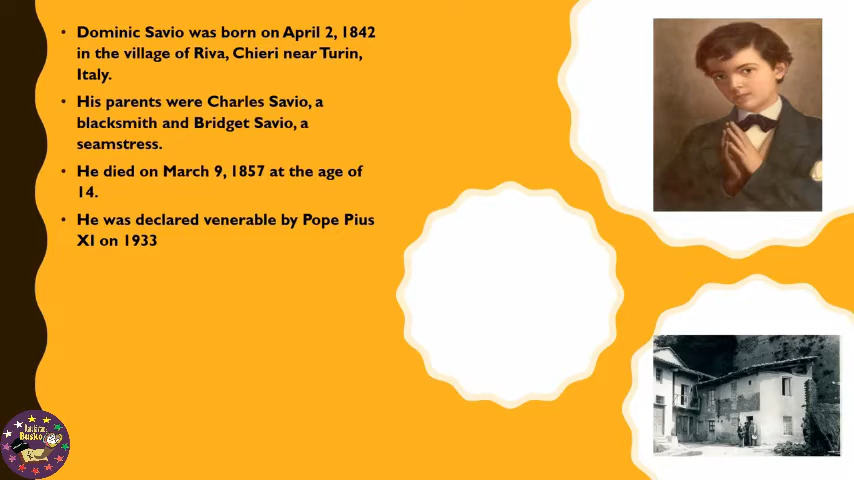 • Dominic Savio was born on April 2, 1842
in the village of Riva, Chieri near Turin,
Italy.
• His parents were Charles Savio, a
blacksmith and Bridget Savio, a
seamstress.
• He died on March 9, 1857 at the age of
14.
• He was declared venerable by Pope Pius
XI on 1933
Busko